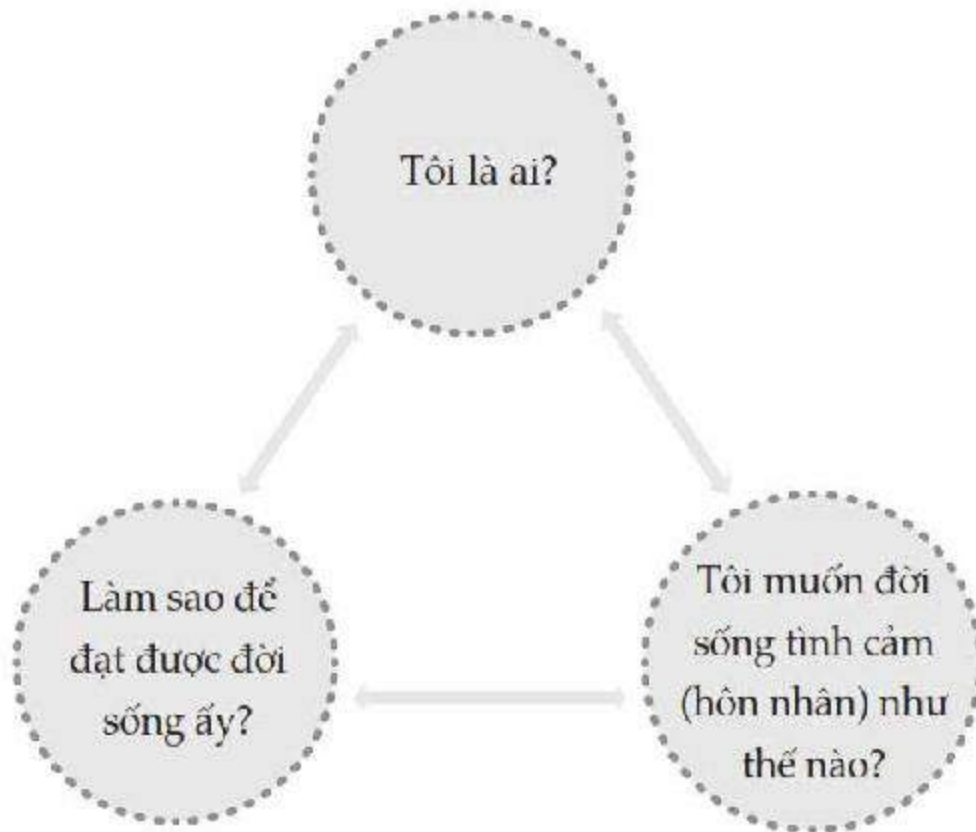 Tôi là ai?
Làm sao để
đạt được đời
sống ấy?
Tôi muốn đời
sống tình cảm
(hôn nhân) như
thế nào?